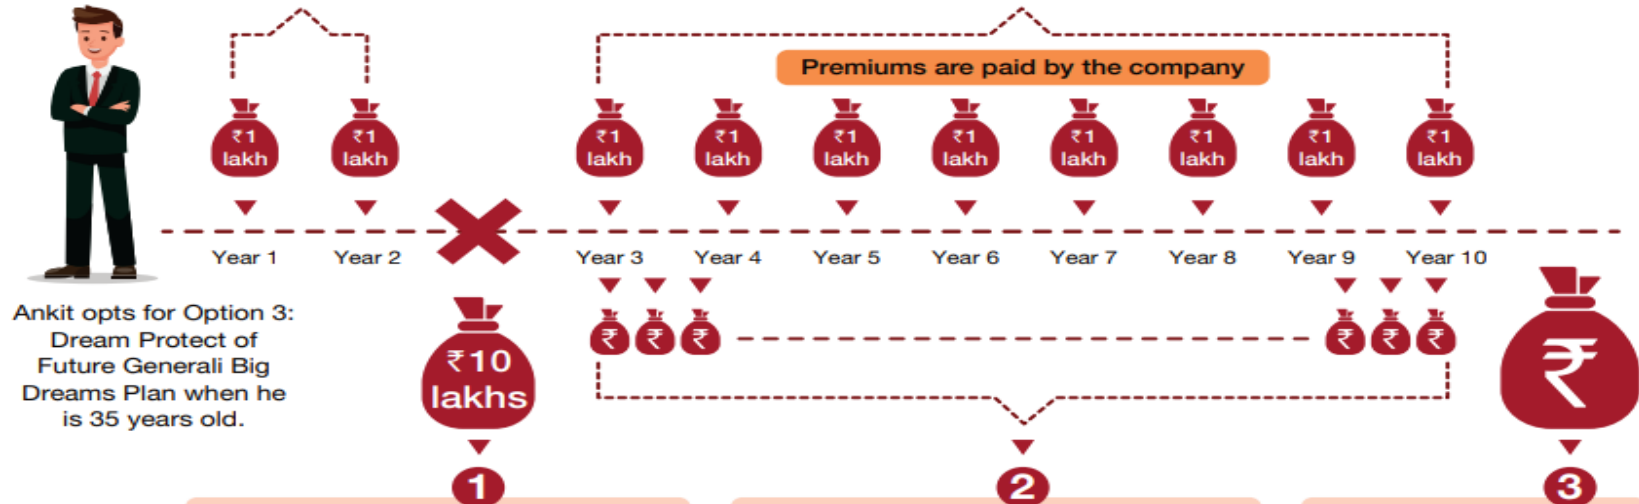 Premiums are paid by the company
₹1 lakh
₹1 lakh
₹1 lakh
₹1 lakh
₹1 lakh
₹1 lakh
₹1 lakh
₹1 lakh
₹1 lakh
₹1 lakh
Year 1
Year 2
Year 3
Year 4
Year 5
Year 6
Year 7
Year 8
Year 9
Year 10
Ankit opts for Option 3:
Dream Protect of
Future Generali Big
Dreams Plan when he
is 35 years old.
₹10
lakhs
₹
₹
₹
₹
₹
₹
₹
1
2
3